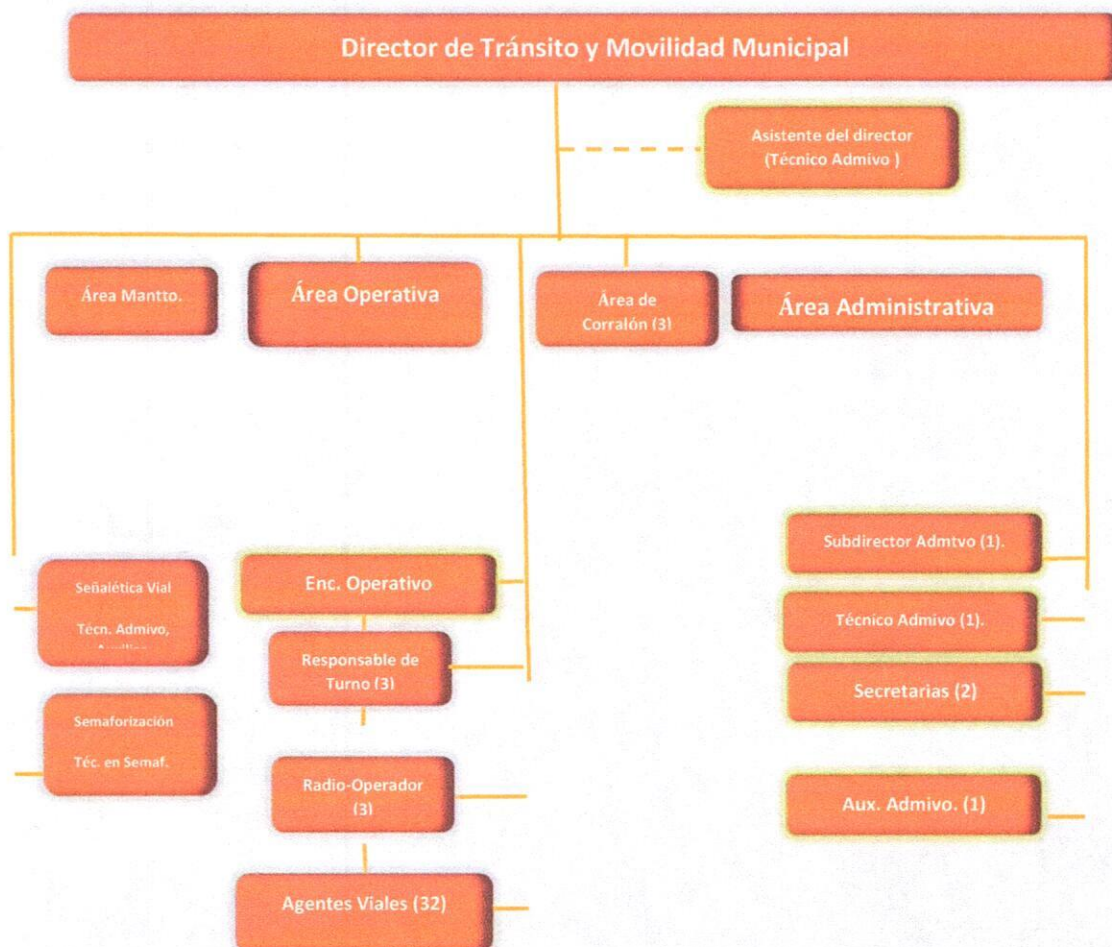 Director de Tránsito y Movilidad Municipal
Asistente del director
(Técnico Admivo )
Área Mantto.
Área Operativa
Área de
Corralón (3)
Área Administrativa
Señalética Vial
Técn. Admivo,
Enc. Operativo
Responsable de
Turno (3)
Semaforización
Téc. en Semaf.
Radio-Operador
(3)
Agentes Viales (32)
Subdirector Admtvo (1).
Técnico Admivo (1).
Secretarias (2)
Aux. Admivo. (1)